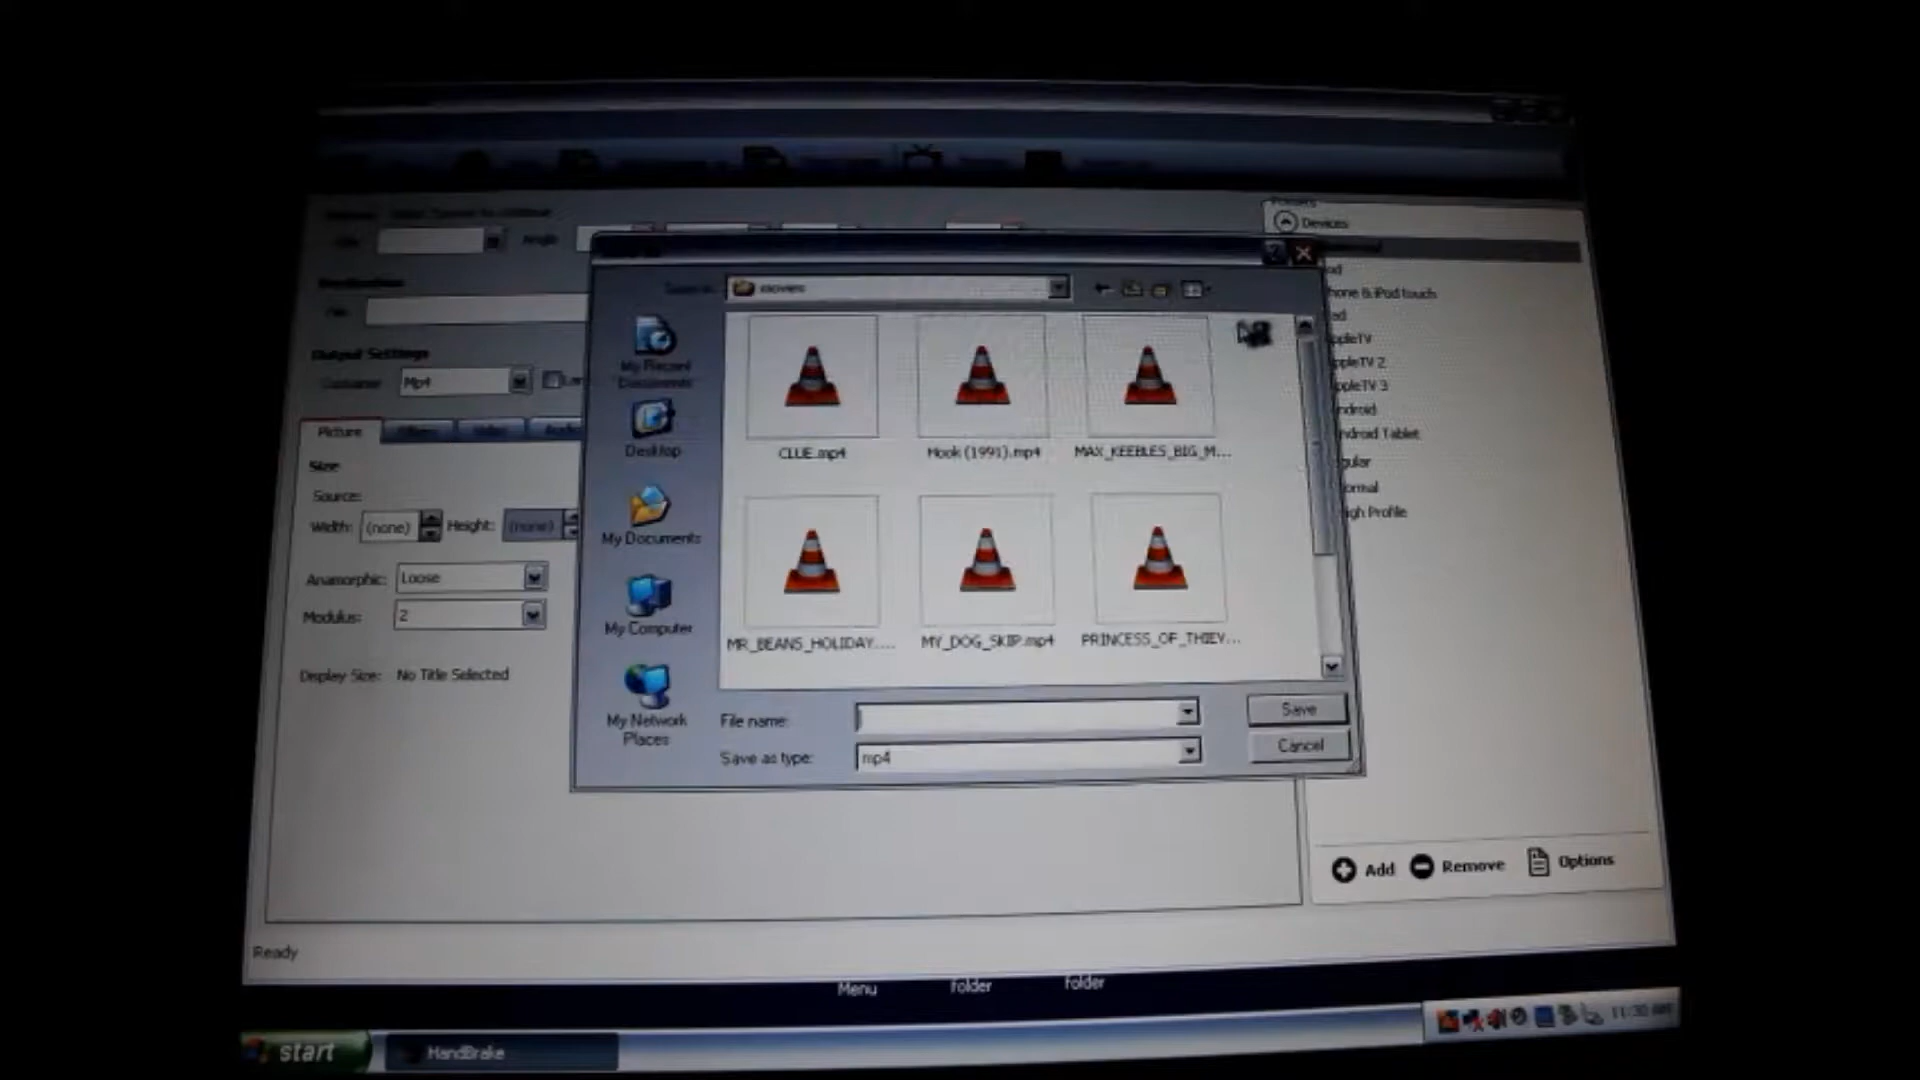 Devices
Angle
movies
hone & iPod touch
Output Settings
Mp4
My Recent
Documents
ppleTV
ppleTV 2
ppleTV 3
ndroid
ndroid Tablet
gular
ormal
igh Profile
Picture
Desktop
CLUE.mp4
Hook (1991).mp4
MAX_KEEBLES_BIG_M...
Size
Source:
Width:
(none)
Height:
(none)
My Documents
Anamorphic:
Loose
Modulus:
2
My Computer
MR_BEANS_HOLIDAY....
MY_DOG_SKIP.mp4
PRINCESS_OF_THIEV...
Display Size:
No Title Selected
My Network
Places
File name:
Save
Save as type:
mp4
Cancel
Add
Remove
Options
Ready
Menu
folder
folder
start
HandBrake